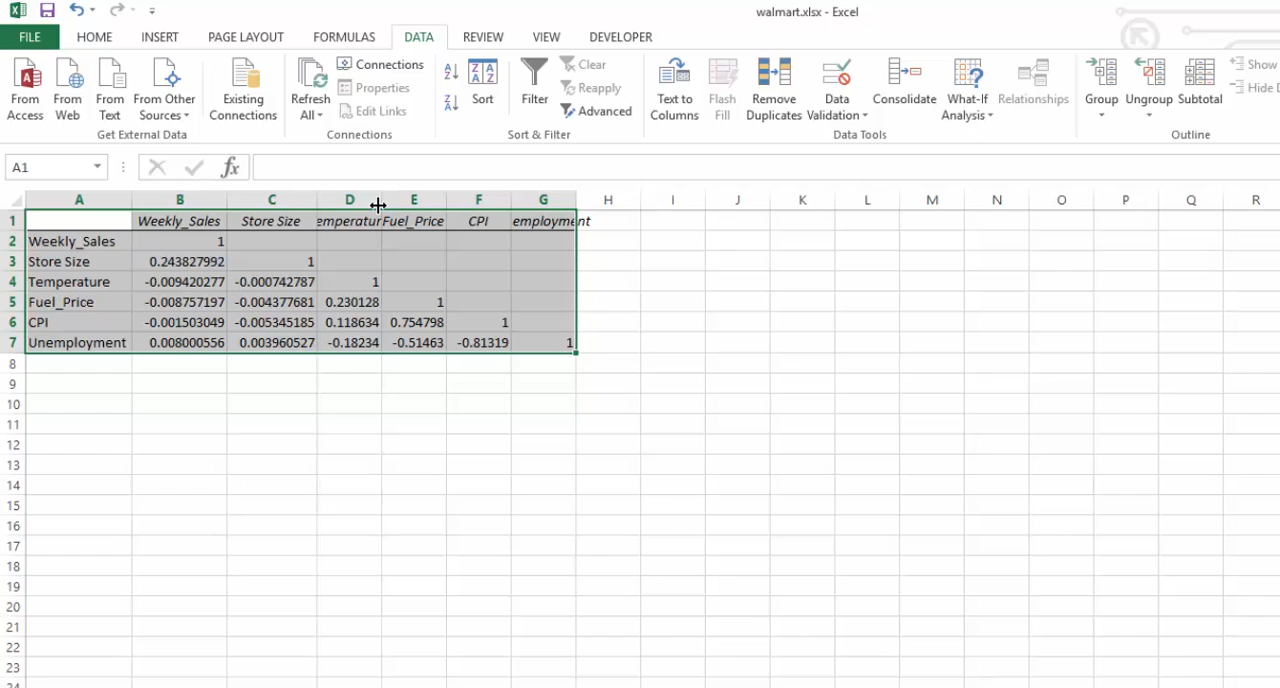 walmart.xlsx - Excel
FILE HOME INSERT PAGE LAYOUT FORMULAS DATA REVIEW VIEW DEVELOPER
From Access
From Web
From Text
From Other Sources
Existing Connections
Get External Data
Refresh All
Connections
Properties
Edit Links
Connections
A Z
Z A
Z A A Z
Sort
Filter
Clear
Reapply
Advanced
Sort & Filter
Text to Columns
Flash Fill
Remove Duplicates
Data Validation
Consolidate
What-If Analysis
Relationships
Data Tools
Group
Ungroup
Subtotal
Show
Hide D
Outline
A1 fx
A B C D E F G H I J K L M N O P Q R
1 Weekly_Sales Store Size emperatur Fuel_Price CPI employment
2 Weekly_Sales 1
3 Store Size 0.243827992 1
4 Temperature -0.009420277 -0.000742787 1
5 Fuel_Price -0.008757197 -0.004377681 0.230128 1
6 CPI -0.001503049 -0.005345185 0.118634 0.754798 1
7 Unemployment 0.008000556 0.003960527 -0.18234 -0.51463 -0.81319 1
8
9
10
11
12
13
14
15
16
17
18
19
20
21
22
23
24